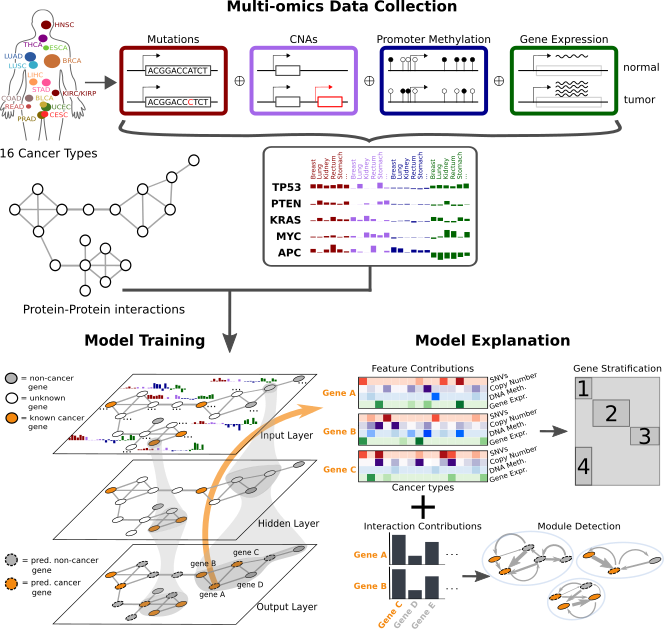 Multi-omics Data Collection
HNSC
THCA
ESCA
LUAD
BRCA
LUSC
LIHC
STAD
KIRC/KIRP
COAD
BLCA
READ
UCEC
CESC
PRAD
16 Cancer Types
Mutations
CNAs
Promoter Methylation
Gene Expression
ACGGACCATCT
ACGGACCCTCT
normal
tumor
Breast
Lung
Kidney
Rectum
Stomach
...
Breast
Lung
Kidney
Rectum
Stomach
...
Breast
Lung
Kidney
Rectum
Stomach
...
Breast
Lung
Kidney
Rectum
Stomach
...
TP53
PTEN
KRAS
MYC
APC
Protein-Protein interactions
Model Training
= non-cancer
gene
= unknown
gene
= known cancer
gene
Input Layer
Hidden Layer
gene C
gene B
gene D
gene A
Output Layer
= pred. non-cancer
gene
= pred. cancer
gene
Model Explanation
Feature Contributions
Gene A
SNVs
Copy Number
DNA Meth.
Gene Expr.
Gene B
SNVs
Copy Number
DNA Meth.
Gene Expr.
Gene C
SNVs
Copy Number
DNA Meth.
Gene Expr.
Cancer types
+
Interaction Contributions
Gene A
...
Gene B
...
Gene C
Gene D
Gene E
Gene Stratification
1
2
3
4
Module Detection